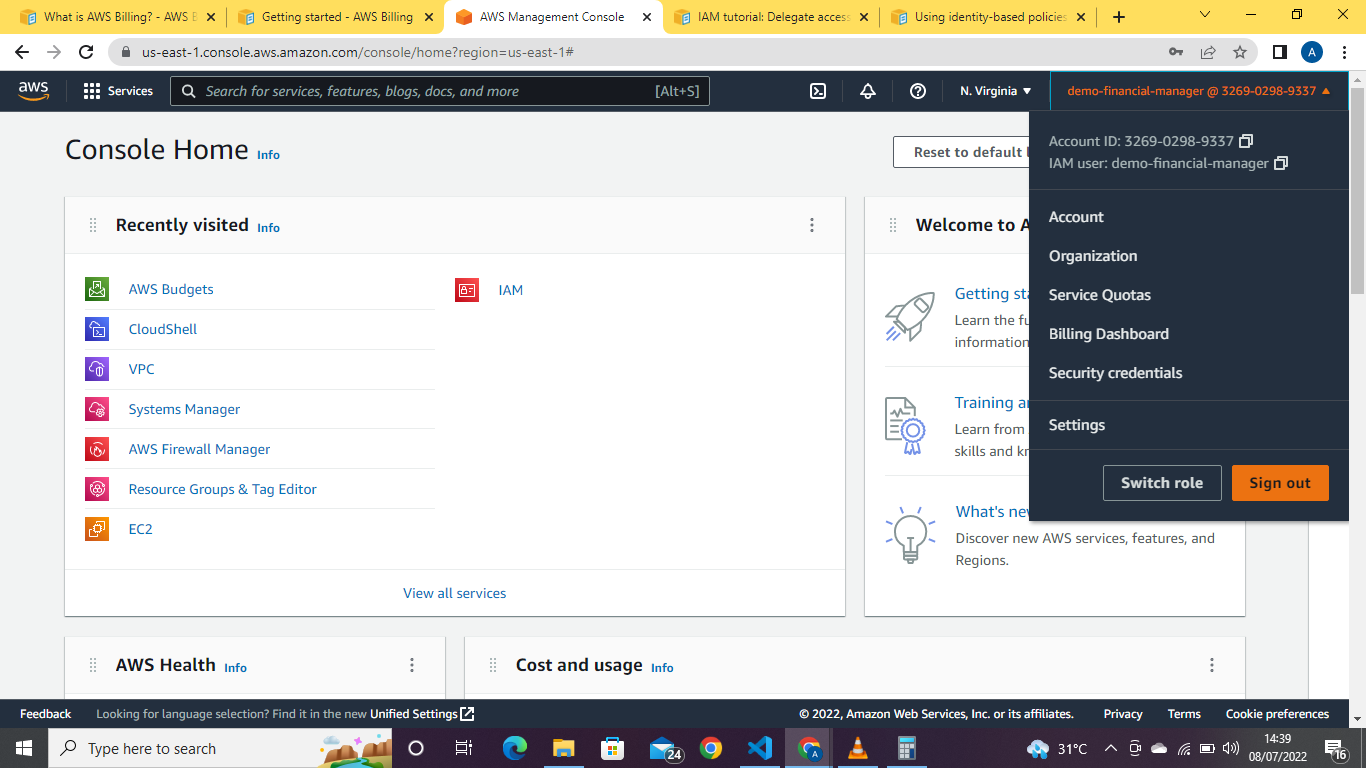 What is AWS Billing? - AWS B
Getting started - AWS Billing
AWS Management Console
IAM tutorial: Delegate access
Using identity-based policies
us-east-1.console.aws.amazon.com/console/home?region=us-east-1#
A
aws
Services
Search for services, features, blogs, docs, and more
[Alt+S]
N. Virginia
demo-financial-manager @ 3269-0298-9337
Account ID: 3269-0298-9337
IAM user: demo-financial-manager
Account
Organization
Service Quotas
Billing Dashboard
Security credentials
Settings
Switch role
Sign out
Console Home Info
Reset to default l
Recently visited Info
AWS Budgets
CloudShell
VPC
Systems Manager
AWS Firewall Manager
Resource Groups & Tag Editor
EC2
IAM
View all services
Welcome to A
Getting sta
Learn the fu
information
Training an
Learn from
skills and kn
What's new
Discover new AWS services, features, and
Regions.
AWS Health Info
Cost and usage Info
Feedback
Looking for language selection? Find it in the new Unified Settings
© 2022, Amazon Web Services, Inc. or its affiliates.
Privacy
Terms
Cookie preferences
Type here to search
24
A
31°C
14:39
08/07/2022
16